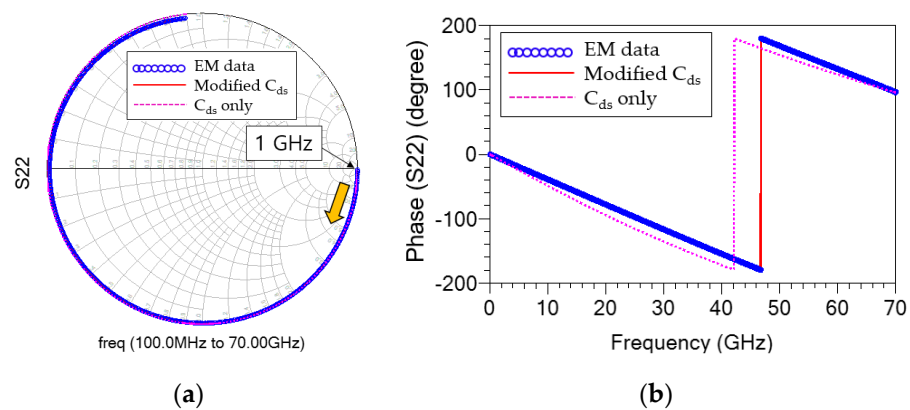 EM data
Modified Cds
Cds only
1 GHz
S22
freq (100.0MHz to 70.00GHz)
(a)
200
100
0
-100
-200
Phase (S22) (degree)
EM data
Modified Cds
Cds only
0 10 20 30 40 50 60 70
Frequency (GHz)
(b)